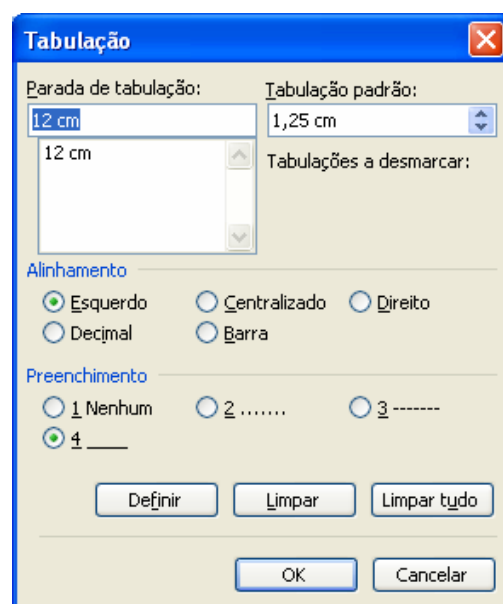 Tabulação
Parada de tabulação:
Tabulação padrão:
12 cm
1,25 cm
12 cm
Tabulações a desmarcar:
Alinhamento
Esquerdo
Centralizado
Direito
Decimal
Barra
Preenchimento
1 Nenhum
2 .......
3 -------
4 ____
Definir
Limpar
Limpar tudo
OK
Cancelar